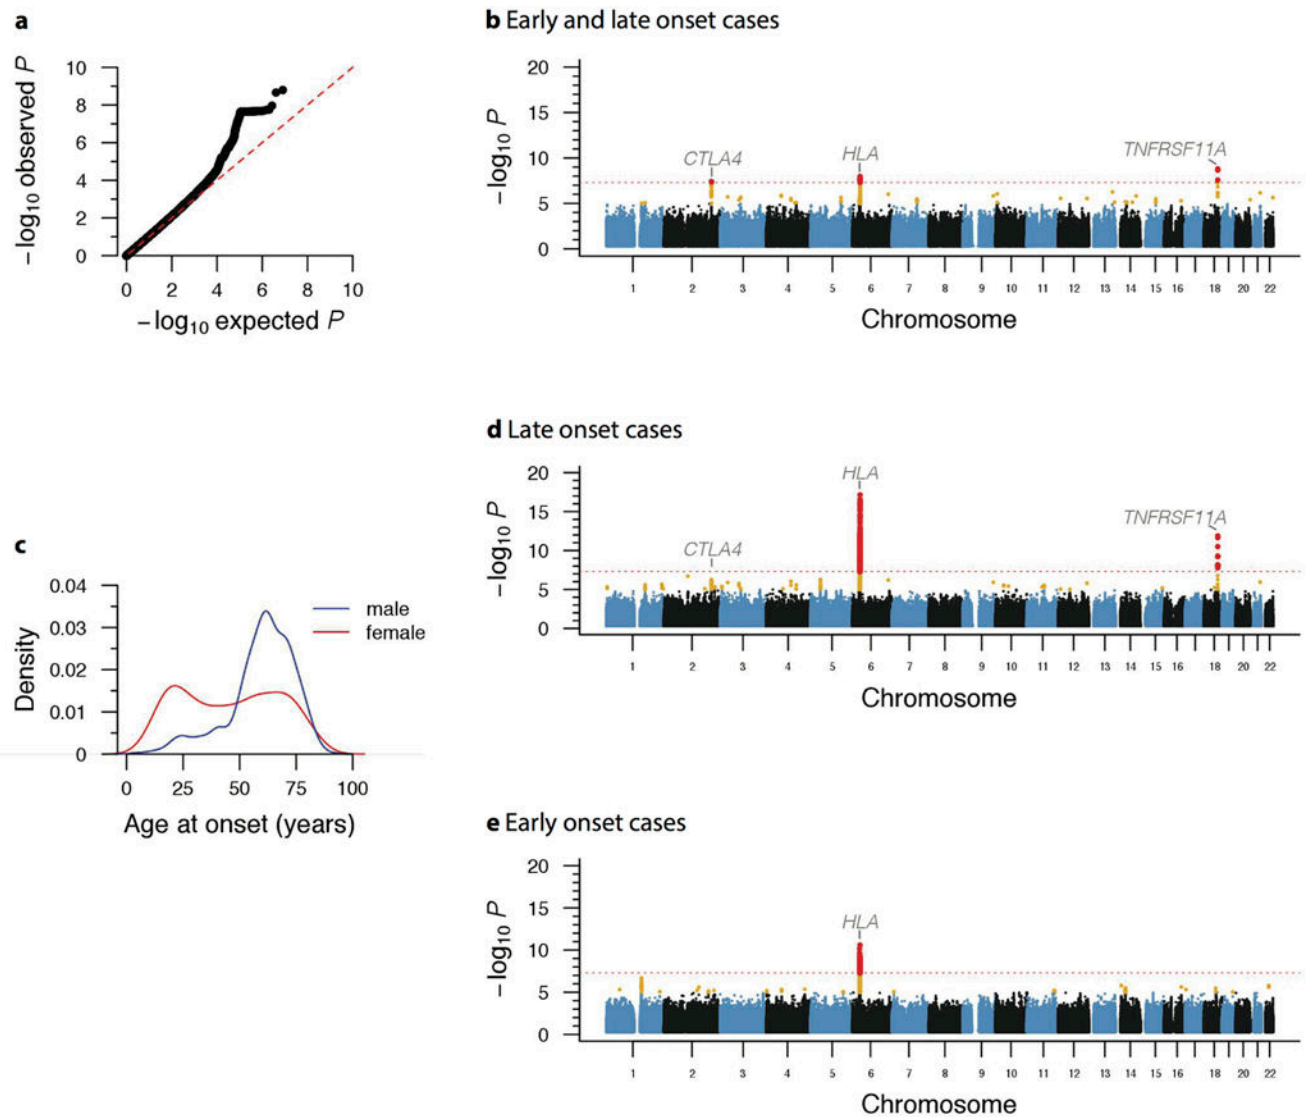 a
10
8
6
4
2
0
−log10 observed P
0 2 4 6 8 10
−log10 expected P
b Early and late onset cases
20
15
10
5
0
−log10 P
CTLA4
HLA
TNFRSF11A
1 2 3 4 5 6 7 8 9 10 11 12 13 14 15 16 18 20 22
Chromosome
c
0.04
0.03
0.02
0.01
0
Density
male
female
0 25 50 75 100
Age at onset (years)
d Late onset cases
20
15
10
5
0
−log10 P
CTLA4
HLA
TNFRSF11A
1 2 3 4 5 6 7 8 9 10 11 12 13 14 15 16 18 20 22
Chromosome
e Early onset cases
20
15
10
5
0
−log10 P
HLA
1 2 3 4 5 6 7 8 9 10 11 12 13 14 15 16 18 20 22
Chromosome